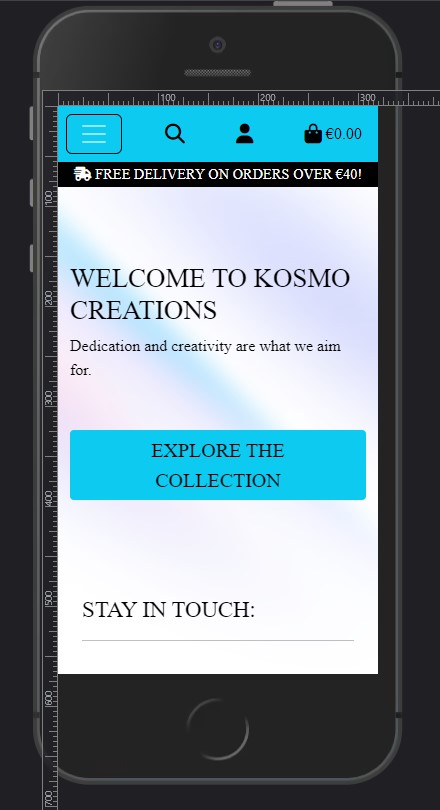 100
200
300
€0.00
FREE DELIVERY ON ORDERS OVER €40!
100
200
300
400
500
600
700
WELCOME TO KOSMO
CREATIONS
Dedication and creativity are what we aim
for.
EXPLORE THE
COLLECTION
STAY IN TOUCH: